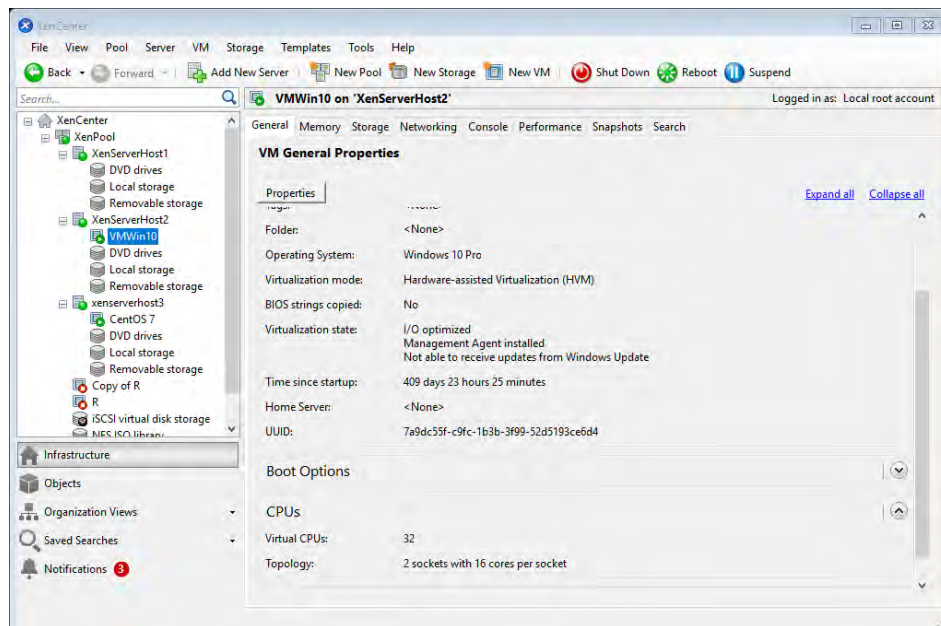 XenCenter
File View Pool Server VM Storage Templates Tools Help
Back Forward Add New Server New Pool New Storage New VM Shut Down Reboot Suspend
Search...
VMWin10 on 'XenServerHost2'
Logged in as: Local root account
XenCenter
XenPool
XenServerHost1
DVD drives
Local storage
Removable storage
XenServerHost2
VMWin10
DVD drives
Local storage
Removable storage
xenserverhost3
CentOS 7
DVD drives
Local storage
Removable storage
Copy of R
R
iSCSI virtual disk storage
NFS ISO library
Infrastructure
Objects
Organization Views
Saved Searches
Notifications 3
General Memory Storage Networking Console Performance Snapshots Search
VM General Properties
Properties
Expand all Collapse all
Tags: <None>
Folder: <None>
Operating System: Windows 10 Pro
Virtualization mode: Hardware-assisted Virtualization (HVM)
BIOS strings copied: No
Virtualization state: I/O optimized
Management Agent installed
Not able to receive updates from Windows Update
Time since startup: 409 days 23 hours 25 minutes
Home Server: <None>
UUID: 7a9dc55f-c9fc-1b3b-3f99-52d5193ce6d4
Boot Options
CPUs
Virtual CPUs: 32
Topology: 2 sockets with 16 cores per socket